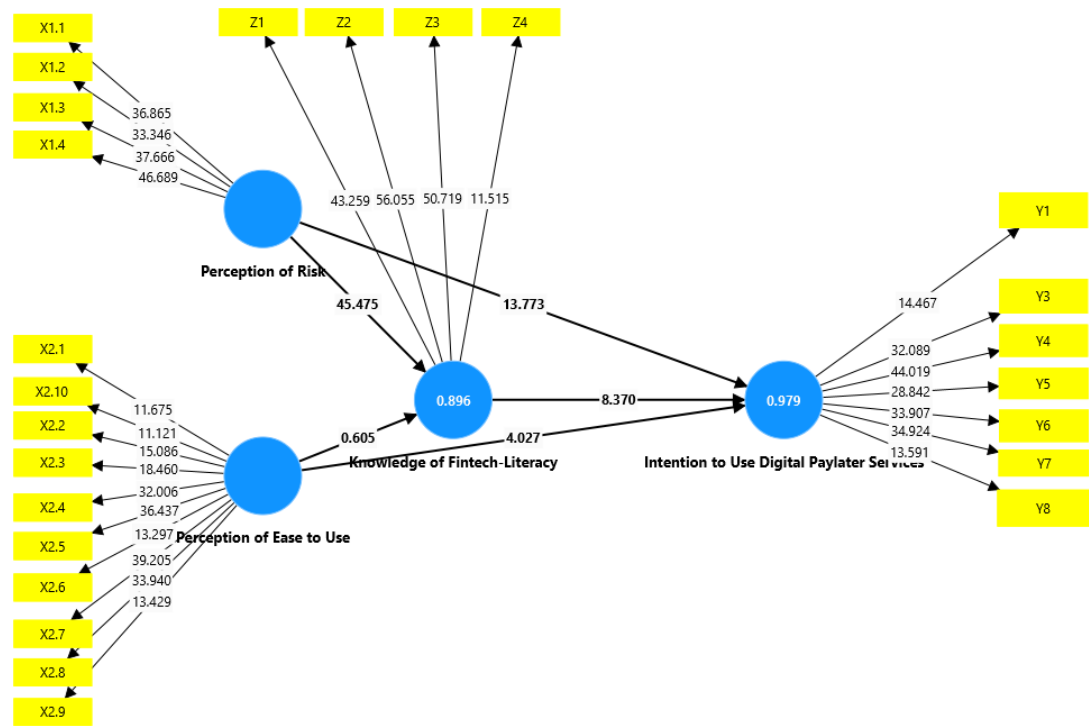 X1.1
X1.2
X1.3
X1.4
Z1
Z2
Z3
Z4
36.865
33.346
37.666
46.689
43.259
56.055
50.719
11.515
Perception of Risk
45.475
13.773
Y1
Y3
Y4
Y5
Y6
Y7
Y8
14.467
32.089
44.019
28.842
33.907
34.924
13.591
0.896
8.370
0.979
0.605
4.027
Knowledge of Fintech-Literacy
Intention to Use Digital Paylater Services
X2.1
X2.10
X2.2
X2.3
X2.4
X2.5
X2.6
X2.7
X2.8
X2.9
11.675
11.121
15.086
18.460
32.006
36.437
13.297
39.205
33.940
13.429
Perception of Ease to Use